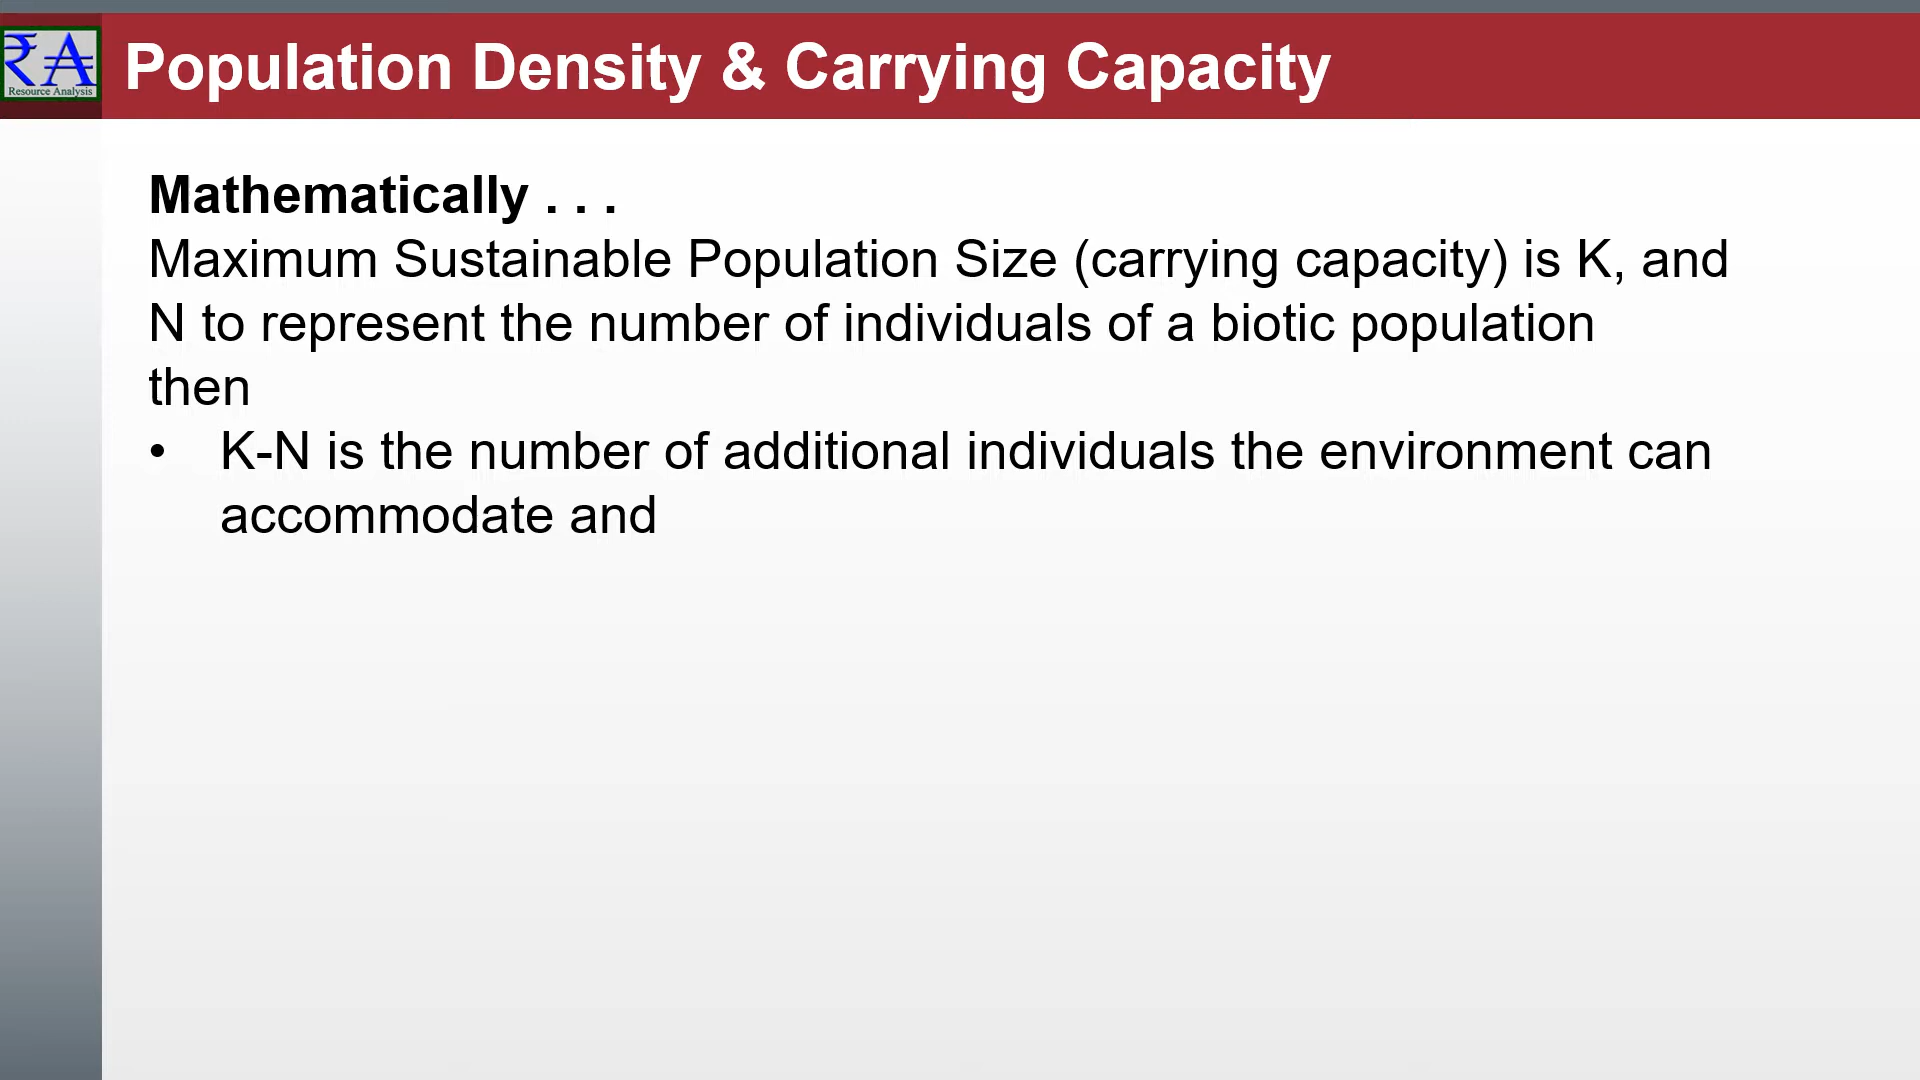 ₹A
Resource Analysis
Population Density & Carrying Capacity
Mathematically . . .
Maximum Sustainable Population Size (carrying capacity) is K, and
N to represent the number of individuals of a biotic population
then
• K-N is the number of additional individuals the environment can
accommodate and